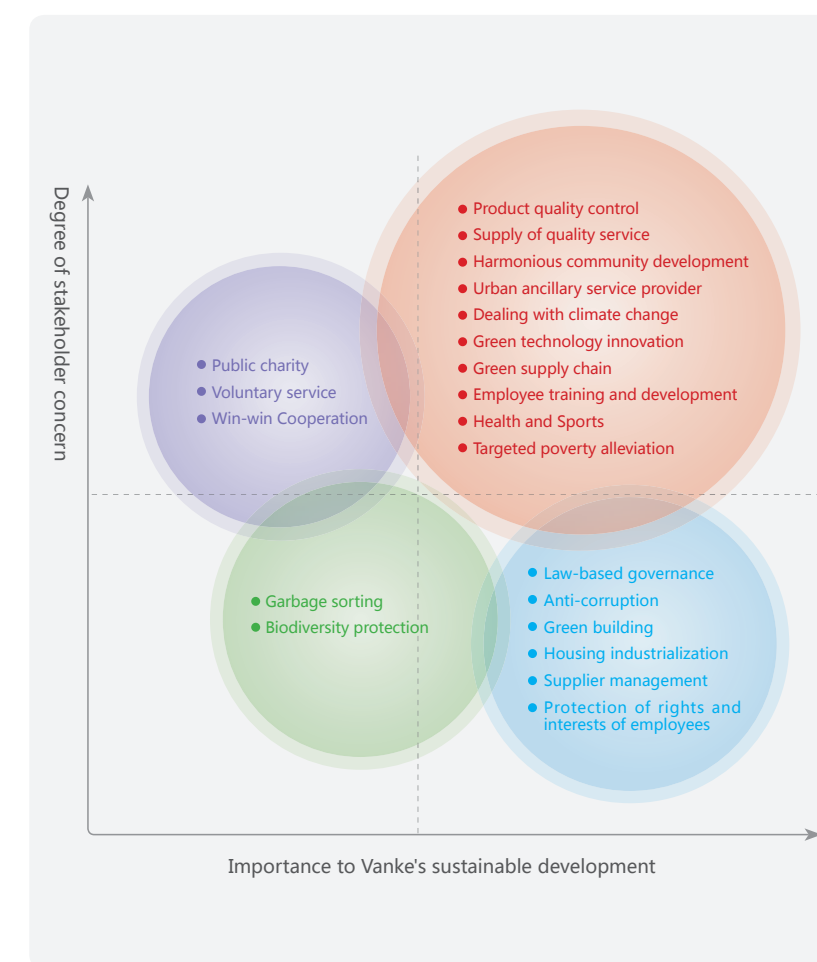 Degree of stakeholder concern
Product quality control
Supply of quality service
Harmonious community development
Urban ancillary service provider
Dealing with climate change
Green technology innovation
Green supply chain
Employee training and development
Health and Sports
Targeted poverty alleviation
Public charity
Voluntary service
Win-win Cooperation
Garbage sorting
Biodiversity protection
Law-based governance
Anti-corruption
Green building
Housing industrialization
Supplier management
Protection of rights and
interests of employees
Importance to Vanke's sustainable development